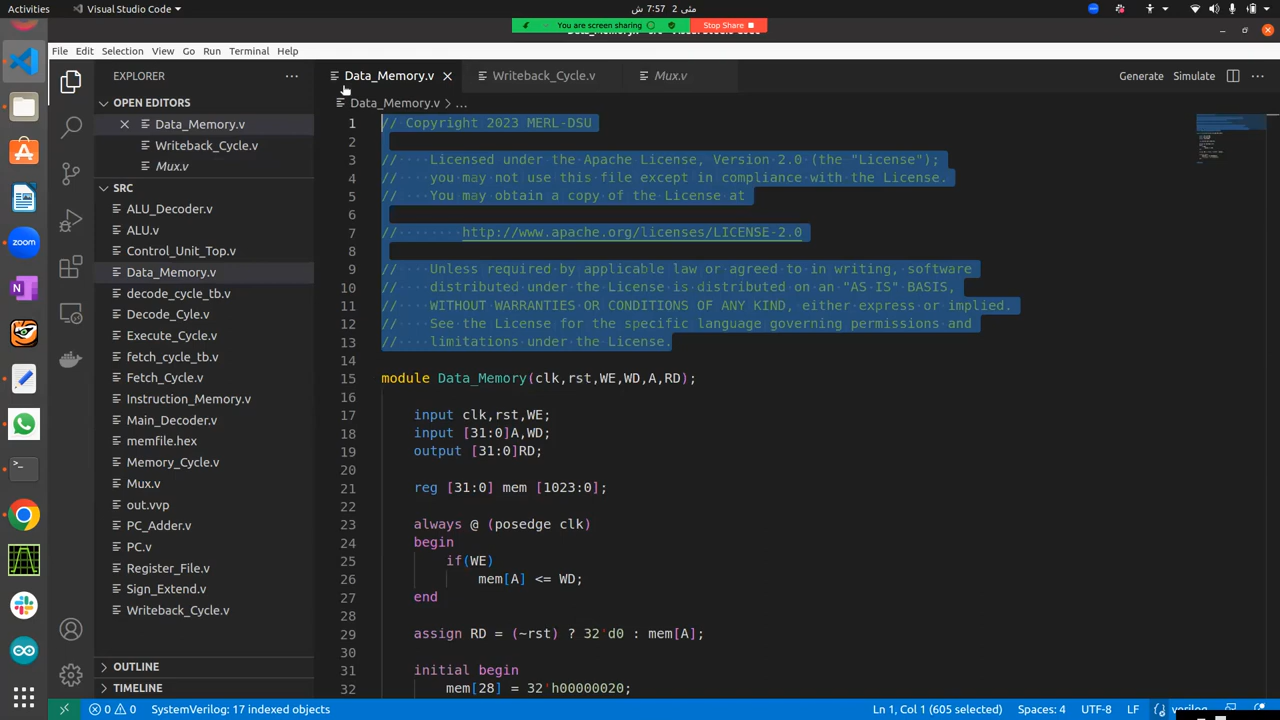 Activities
Visual Studio Code
ش 7:57 2 مئی
You are screen sharing
Stop Share
File Edit Selection View Go Run Terminal Help
EXPLORER
Data_Memory.v
Writeback_Cycle.v
Mux.v
Generate
Simulate
OPEN EDITORS
Data_Memory.v
Writeback_Cycle.v
Mux.v
SRC
ALU_Decoder.v
ALU.v
Control_Unit_Top.v
Data_Memory.v
decode_cycle_tb.v
Decode_Cyle.v
Execute_Cycle.v
fetch_cycle_tb.v
Fetch_Cycle.v
Instruction_Memory.v
Main_Decoder.v
memfile.hex
Memory_Cycle.v
Mux.v
out.vvp
PC_Adder.v
PC.v
Register_File.v
Sign_Extend.v
Writeback_Cycle.v
OUTLINE
TIMELINE
Data_Memory.v > ...
1 // Copyright 2023 MERL-DSU
2
3 // Licensed under the Apache License, Version 2.0 (the "License");
4 // you may not use this file except in compliance with the License.
5 // You may obtain a copy of the License at
6
7 // http://www.apache.org/licenses/LICENSE-2.0
8
9 // Unless required by applicable law or agreed to in writing, software
10 // distributed under the License is distributed on an "AS IS" BASIS,
11 // WITHOUT WARRANTIES OR CONDITIONS OF ANY KIND, either express or implied.
12 // See the License for the specific language governing permissions and
13 // limitations under the License.
14
15 module Data_Memory(clk,rst,WE,WD,A,RD);
16
17 input clk,rst,WE;
18 input [31:0]A,WD;
19 output [31:0]RD;
20
21 reg [31:0] mem [1023:0];
22
23 always @ (posedge clk)
24 begin
25 if(WE)
26 mem[A] <= WD;
27 end
28
29 assign RD = (~rst) ? 32'd0 : mem[A];
30
31 initial begin
32 mem[28] = 32'h00000020;
zoom
0 0 SystemVerilog: 17 indexed objects
Ln 1, Col 1 (605 selected)
Spaces: 4
UTF-8
LF
verilog